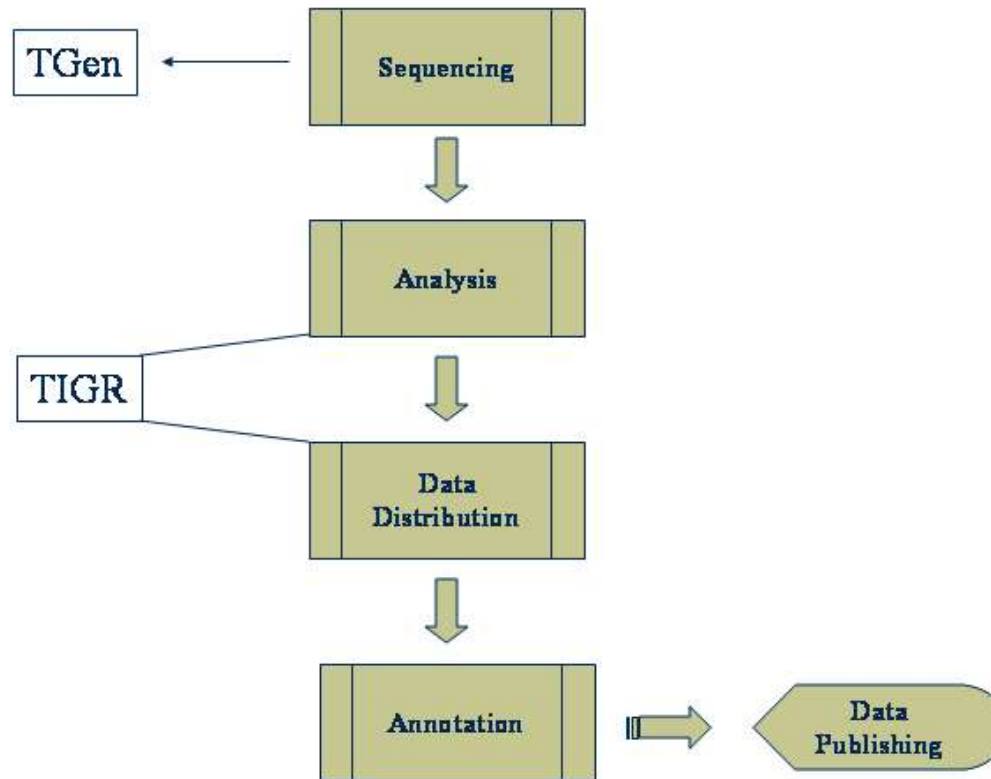 TGen
Sequencing
Analysis
TIGR
Data
Distribution
Annotation
Data
Publishing